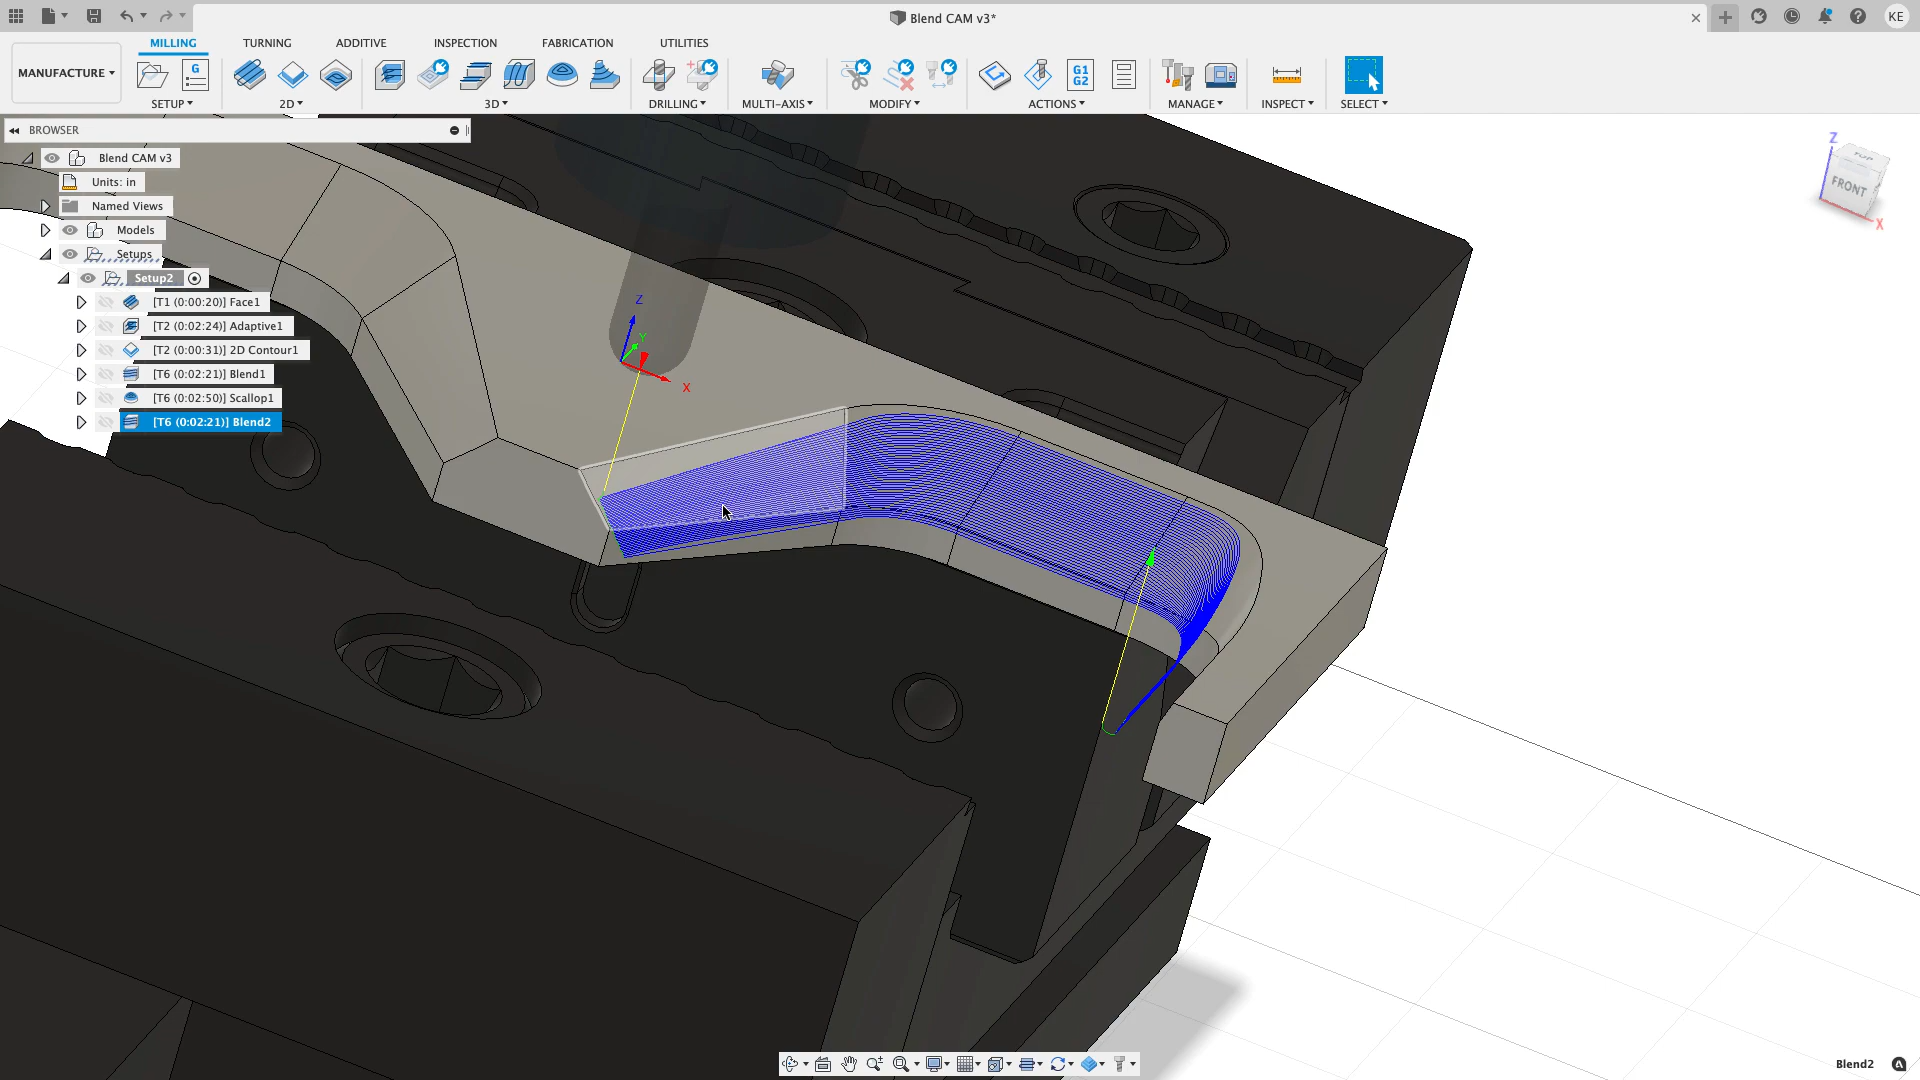 Blend CAM v3*
KE
MILLING
TURNING
ADDITIVE
INSPECTION
FABRICATION
UTILITIES
MANUFACTURE
G
G1
G2
SETUP
2D
3D
DRILLING
MULTI-AXIS
MODIFY
ACTIONS
MANAGE
INSPECT
SELECT
BROWSER
Blend CAM v3
Units: in
Named Views
Models
Setups
Setup2
[T1 (0:00:20)] Face1
[T2 (0:02:24)] Adaptive1
[T2 (0:00:31)] 2D Contour1
[T6 (0:02:21)] Blend1
[T6 (0:02:50)] Scallop1
[T6 (0:02:21)] Blend2
Z
Y
X
Z
TOP
FRONT
X
Blend2